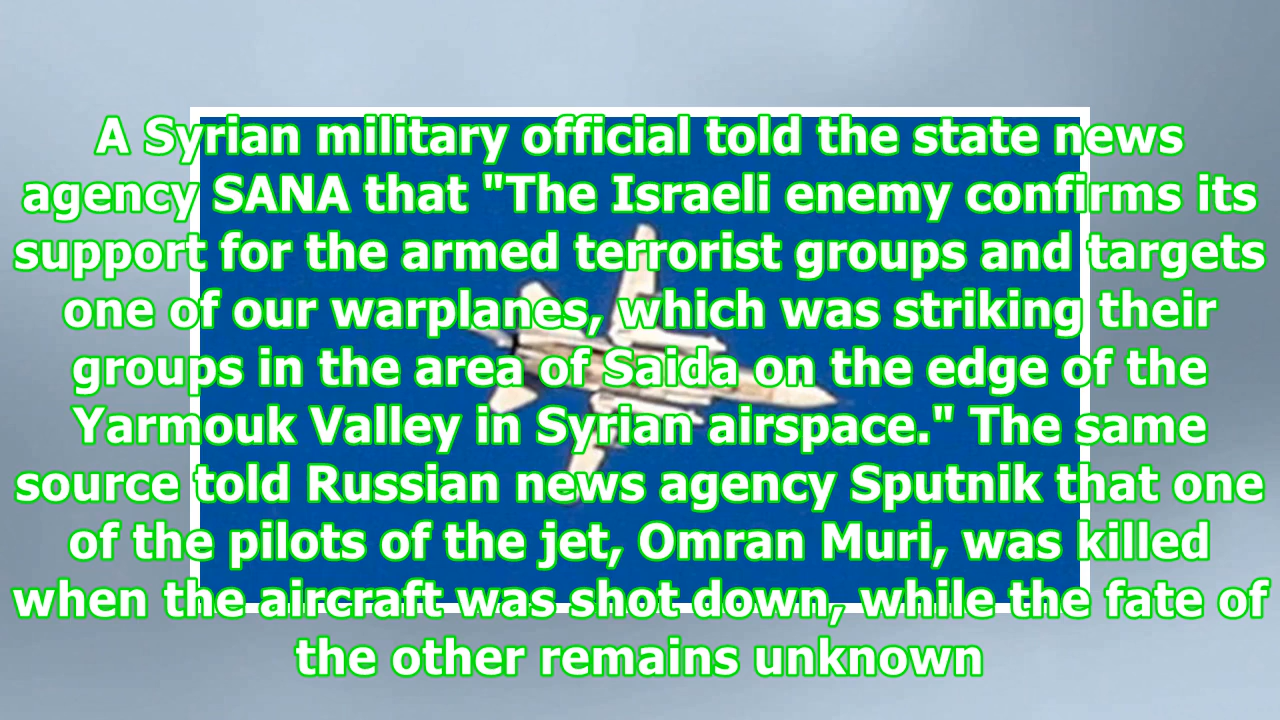 A Syrian military official told the state news
agency SANA that "The Israeli enemy confirms its
support for the armed terrorist groups and targets
one of our warplanes, which was striking their
groups in the area of Saida on the edge of the
Yarmouk Valley in Syrian airspace." The same
source told Russian news agency Sputnik that one
of the pilots of the jet, Omran Muri, was killed
when the aircraft was shot down, while the fate of
the other remains unknown